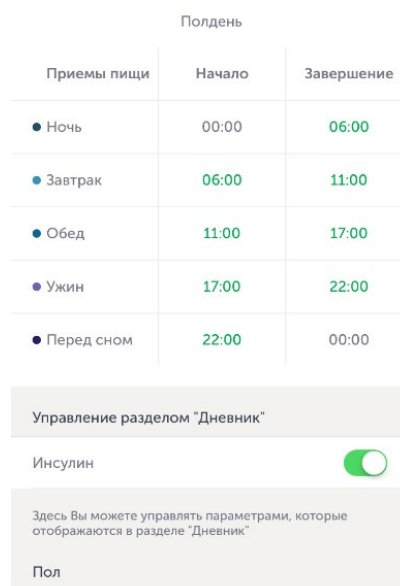 Полдень
Приемы пищи Начало Завершение
Ночь 00:00 06:00
Завтрак 06:00 11:00
Обед 11:00 17:00
Ужин 17:00 22:00
Перед сном 22:00 00:00
Управление разделом "Дневник"
Инсулин
Здесь Вы можете управлять параметрами, которые
отображаются в разделе "Дневник"
Пол